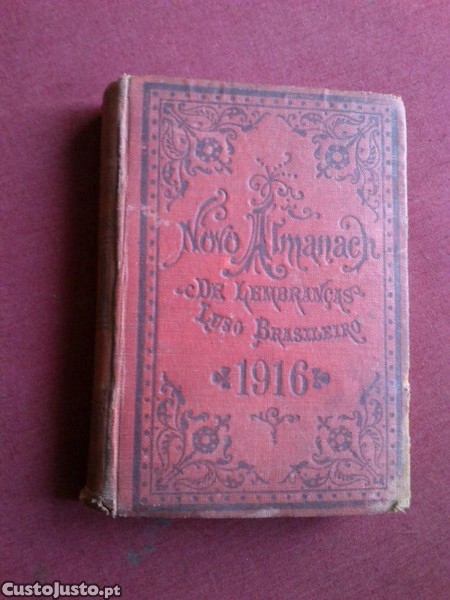 Novo Almanach
DE LEMBRANÇAS
LUSO BRASILEIRO
1916
CustoJusto.pt